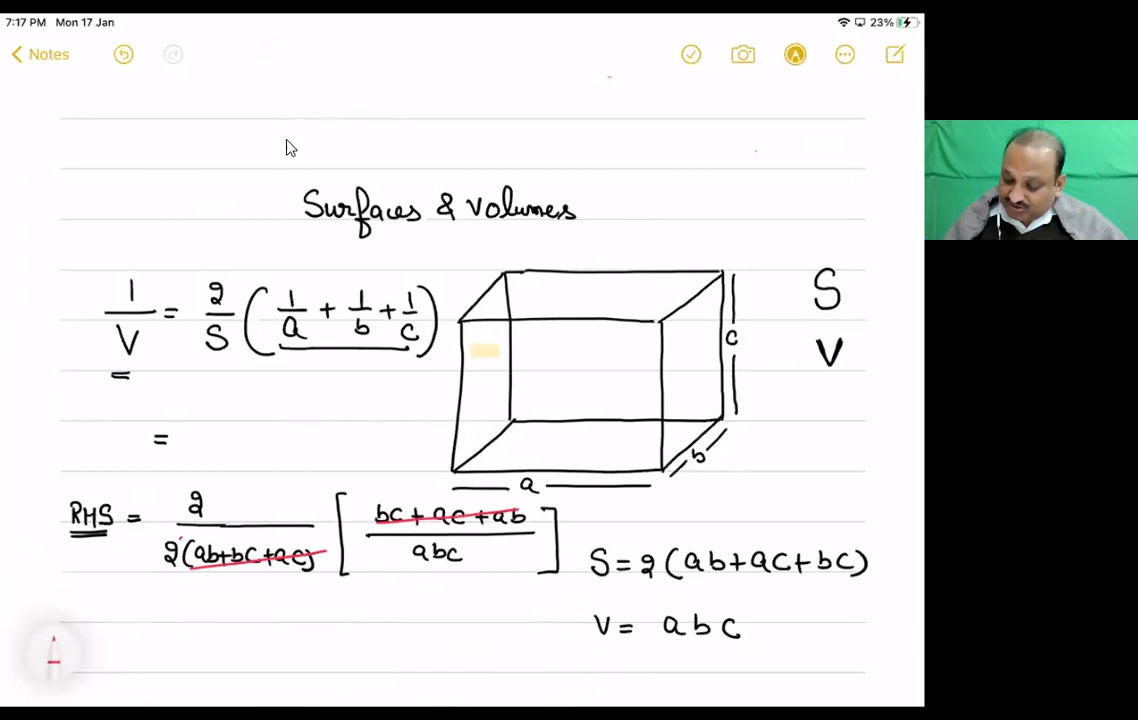 7:17 PM Mon 17 Jan
23%
Notes
Surfaces & Volumes
1/V = 2/S (1/a + 1/b + 1/c)
S
V
c
=
b
a
RHS = 2/2(ab+bc+ac) [bc+ac+ab/abc]
S = 2(ab+ac+bc)
V = abc